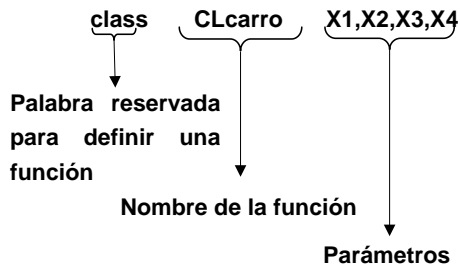 class CLcarro X1,X2,X3,X4
Palabra reservada
para definir una
función
Nombre de la función
Parámetros